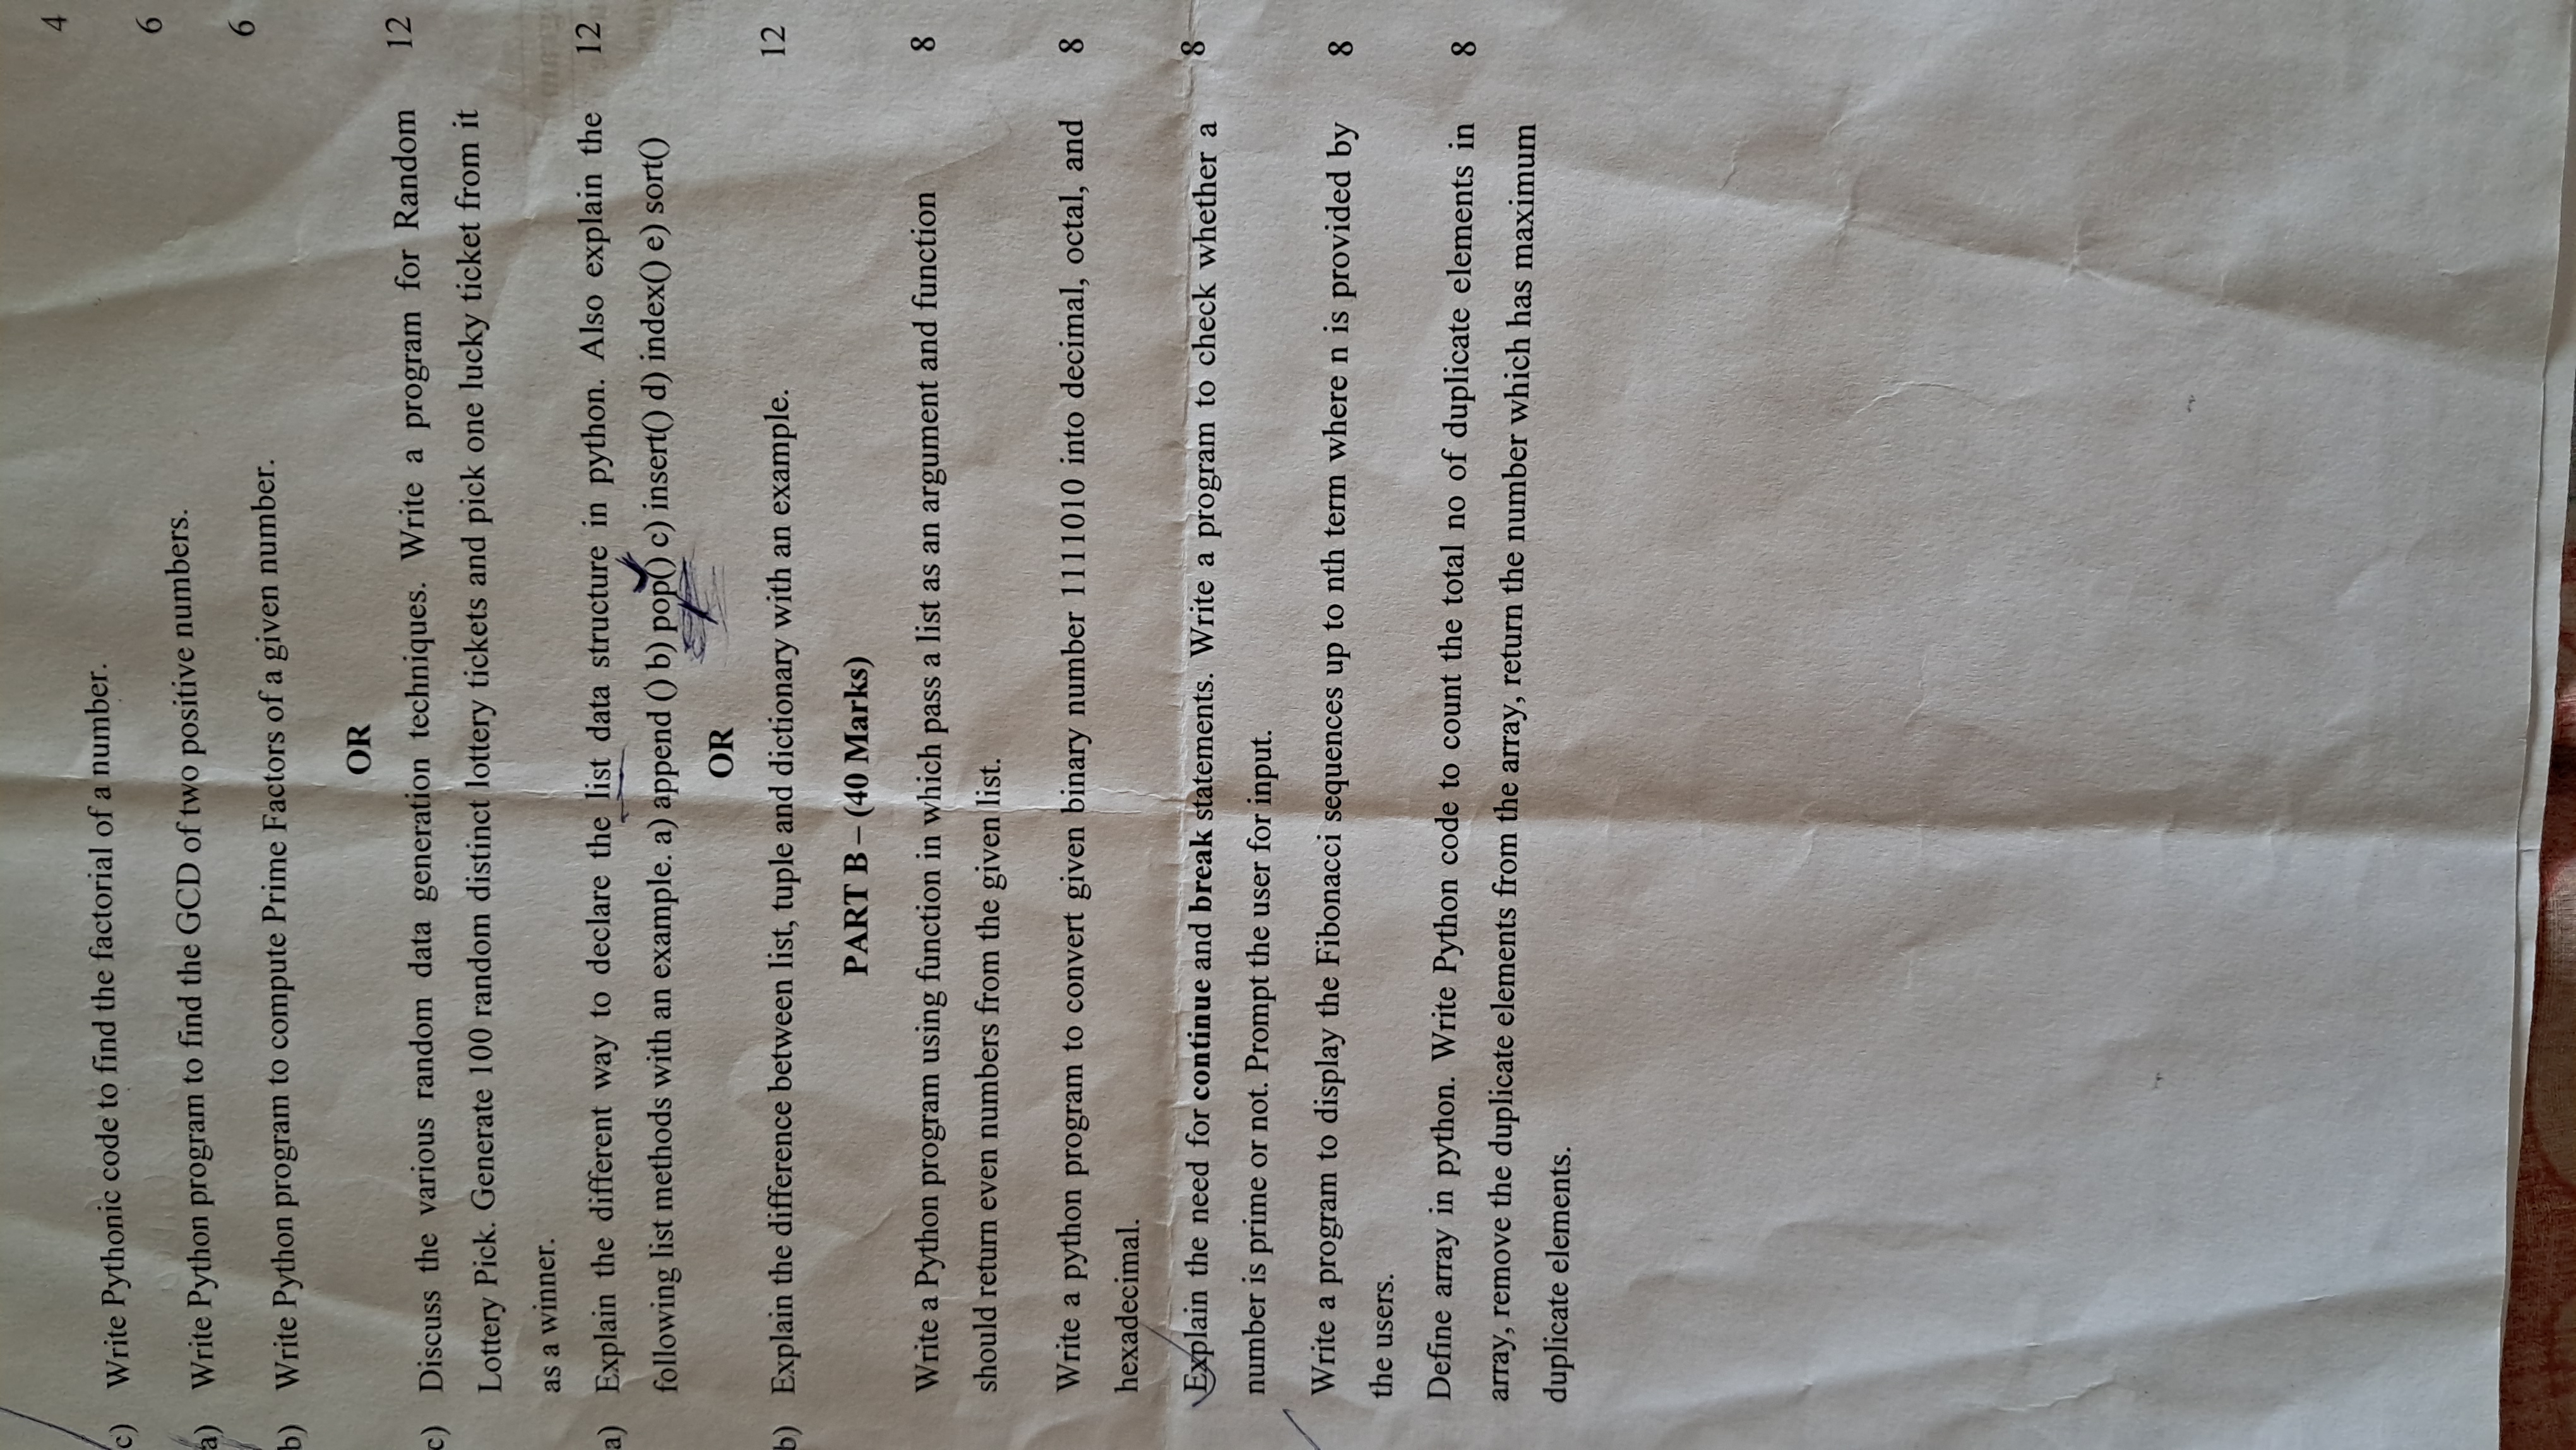 4
c) Write Pythonic code to find the factorial of a number.
6
a) Write Python program to find the GCD of two positive numbers.
6
b) Write Python program to compute Prime Factors of a given number.
OR
c) Discuss the various random data generation techniques. Write a program for Random 12
Lottery Pick. Generate 100 random distinct lottery tickets and pick one lucky ticket from it
as a winner.
a) Explain the different way to declare the list data structure in python. Also explain the 12
following list methods with an example. a) append () b) pop() c) insert() d) index() e) sort()
OR
b) Explain the difference between list, tuple and dictionary with an example. 12
PART B – (40 Marks)
Write a Python program using function in which pass a list as an argument and function 8
should return even numbers from the given list.
Write a python program to convert given binary number 1111010 into decimal, octal, and 8
hexadecimal.
Explain the need for continue and break statements. Write a program to check whether a 8
number is prime or not. Prompt the user for input.
Write a program to display the Fibonacci sequences up to nth term where n is provided by 8
the users.
Define array in python. Write Python code to count the total no of duplicate elements in 8
array, remove the duplicate elements from the array, return the number which has maximum
duplicate elements.